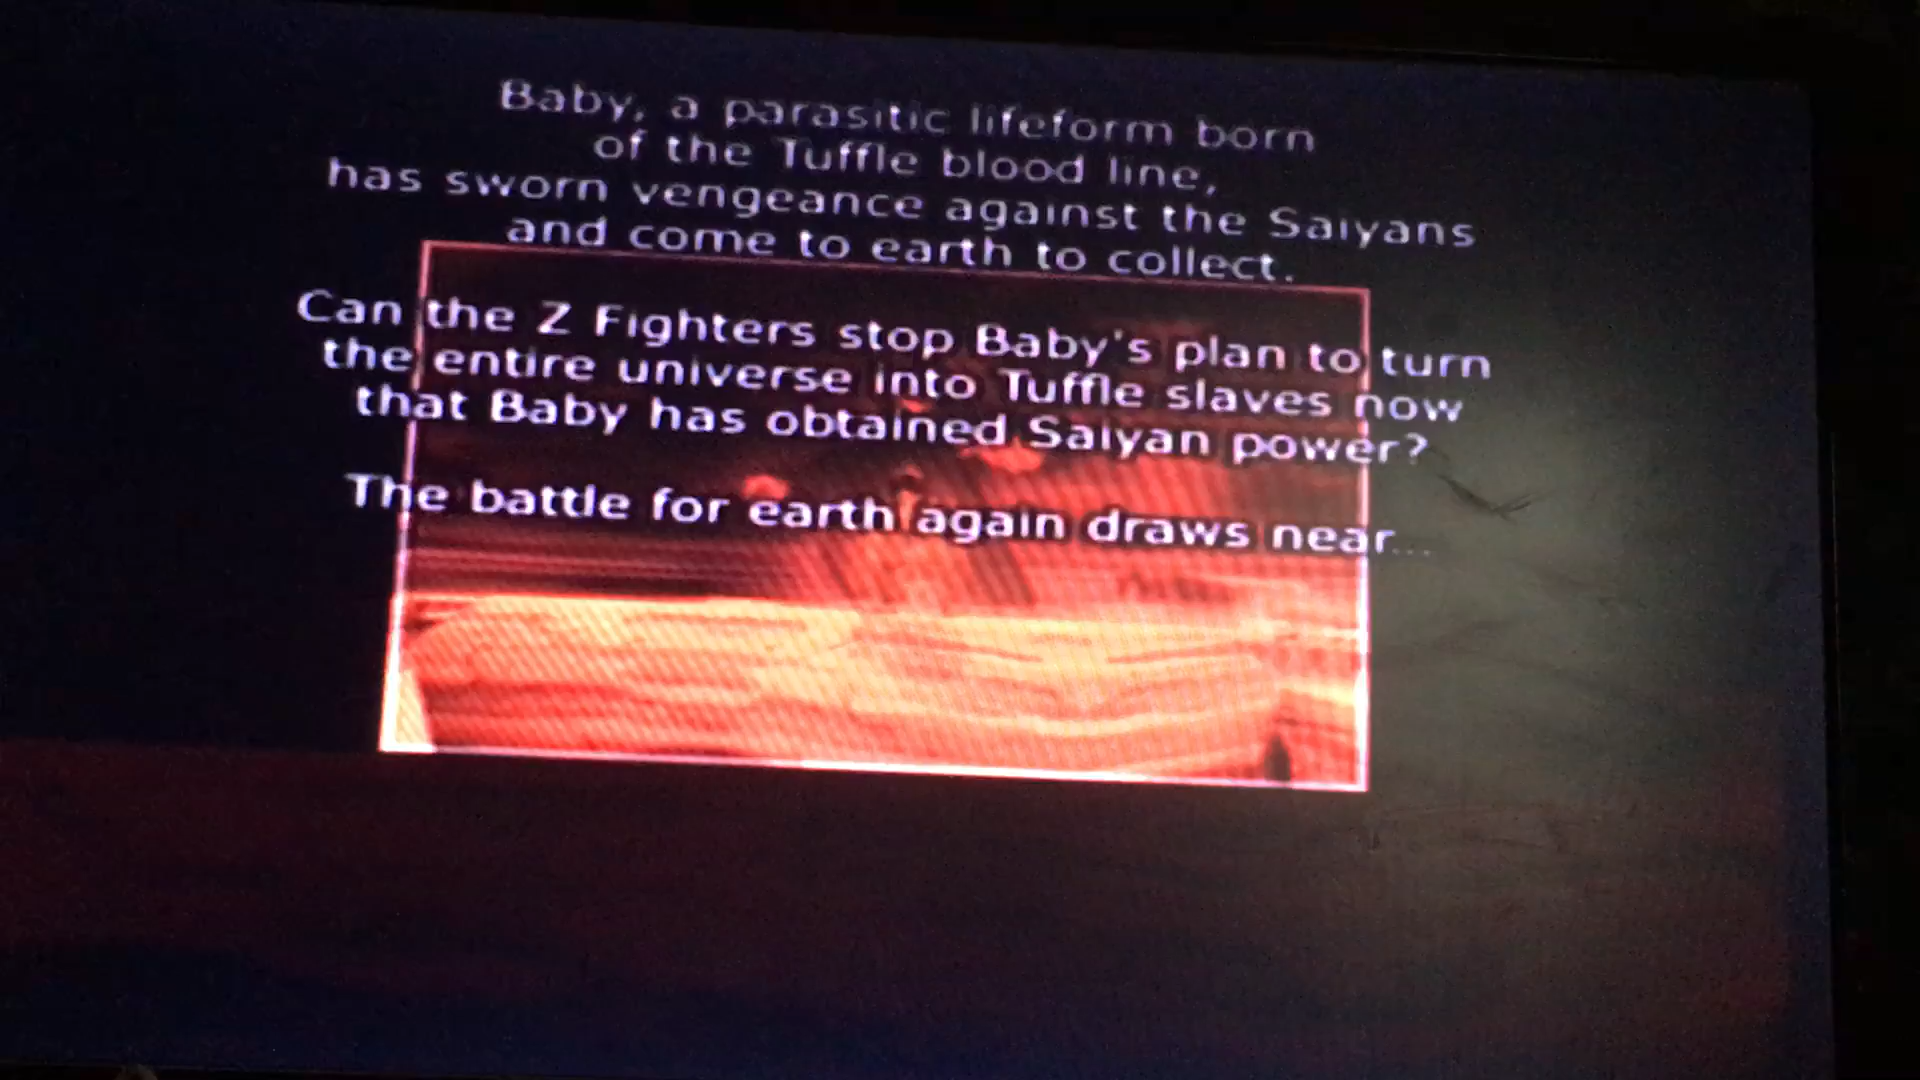 Baby, a parasitic lifeform born
of the Tuffle blood line,
has sworn vengeance against the Saiyans
and come to earth to collect.
Can the Z Fighters stop Baby's plan to turn
the entire universe into Tuffle slaves now
that Baby has obtained Saiyan power?
The battle for earth again draws near...